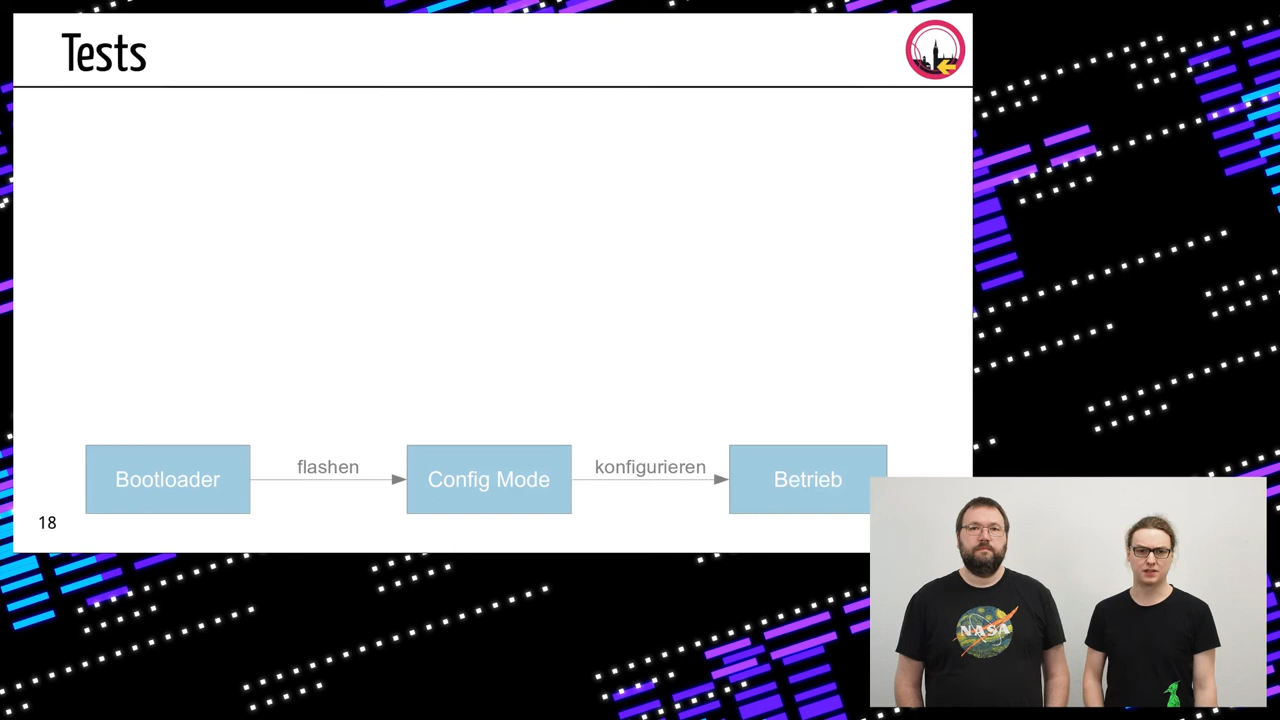 Tests
Bootloader
flashen
Config Mode
konfigurieren
Betrieb
18
NASA